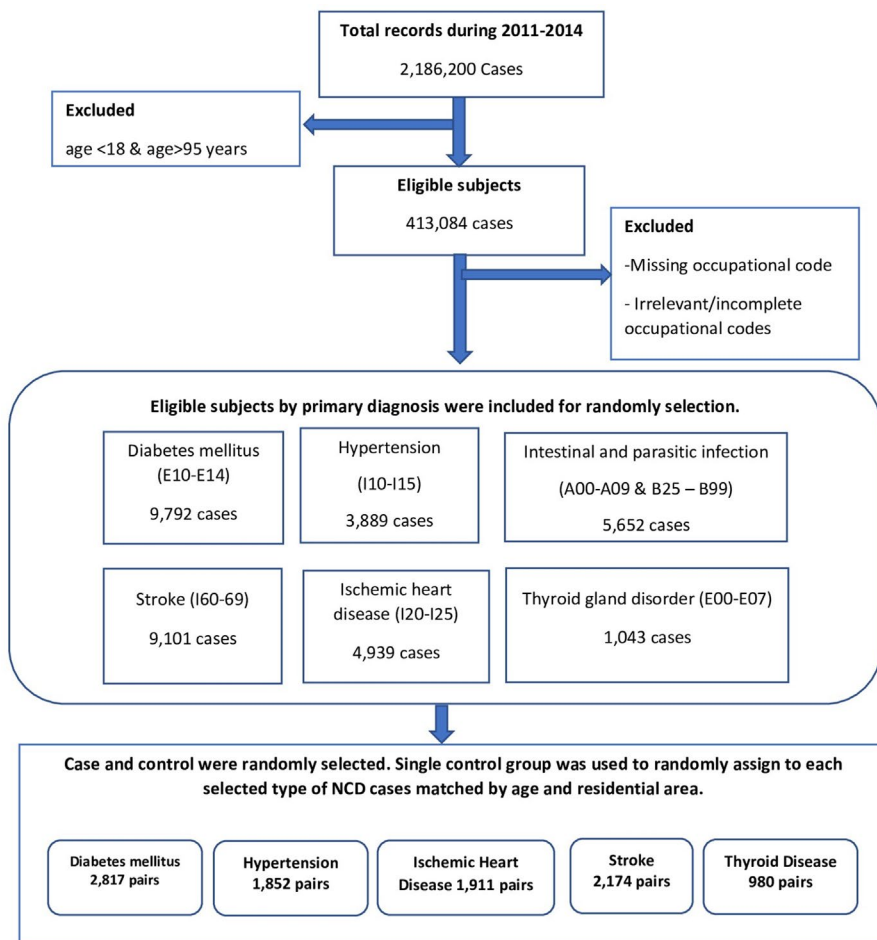 Total records during 2011-2014
2,186,200 Cases
Excluded
age <18 & age>95 years
Eligible subjects
413,084 cases
Excluded
-Missing occupational code
- Irrelevant/incomplete
occupational codes
Eligible subjects by primary diagnosis were included for randomly selection.
Diabetes mellitus
(E10-E14)
9,792 cases
Hypertension
(I10-I15)
3,889 cases
Intestinal and parasitic infection
(A00-A09 & B25 – B99)
5,652 cases
Stroke (I60-69)
9,101 cases
Ischemic heart
disease (I20-I25)
4,939 cases
Thyroid gland disorder (E00-E07)
1,043 cases
Case and control were randomly selected. Single control group was used to randomly assign to each
selected type of NCD cases matched by age and residential area.
Diabetes mellitus
2,817 pairs
Hypertension
1,852 pairs
Ischemic Heart
Disease 1,911 pairs
Stroke
2,174 pairs
Thyroid Disease
980 pairs